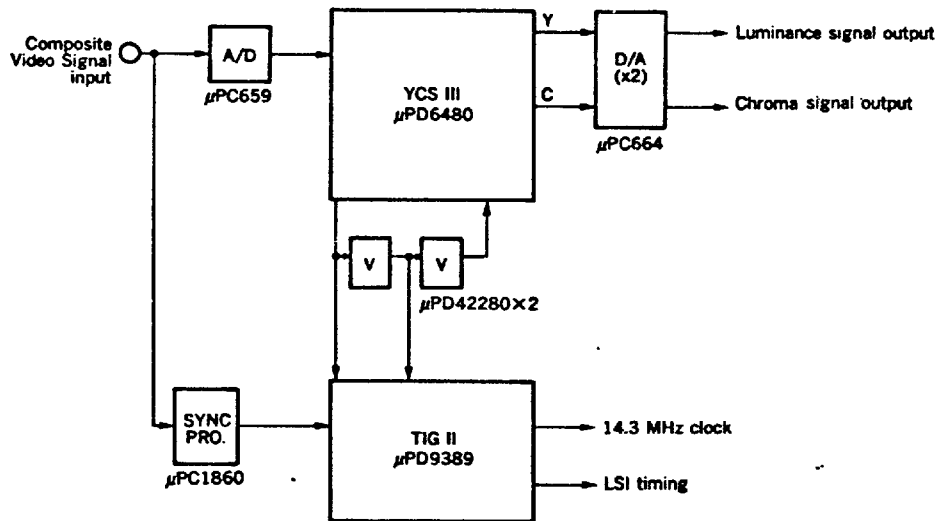 Composite
Video Signal
input
A/D
μPC659
YCS III
μPD6480
Y
C
D/A
(x2)
μPC664
Luminance signal output
Chroma signal output
V
V
μPD42280×2
SYNC
PRO.
μPC1860
TIG II
μPD9389
14.3 MHz clock
LSI timing